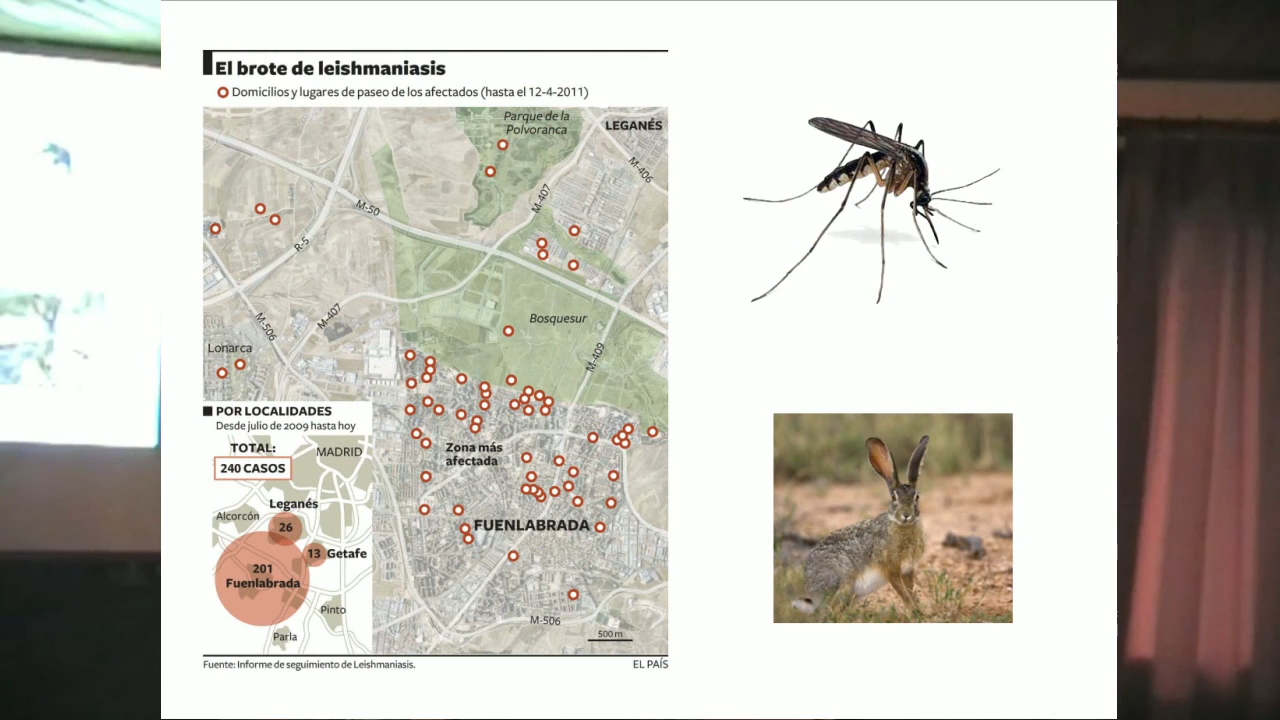 El brote de leishmaniasis
Domicilios y lugares de paseo de los afectados (hasta el 12-4-2011)
Parque de la
Polvoranca
LEGANÉS
M-406
M-407
M-50
R-5
M-407
M-506
Bosquesur
M-409
Lonarca
POR LOCALIDADES
Desde julio de 2009 hasta hoy
TOTAL:
240 CASOS
MADRID
Leganés
Alcorcón
26
13 Getafe
201
Fuenlabrada
Pinto
Parla
Zona más
afectada
FUENLABRADA
M-506
500 m
Fuente: Informe de seguimiento de Leishmaniasis.
EL PAÍS